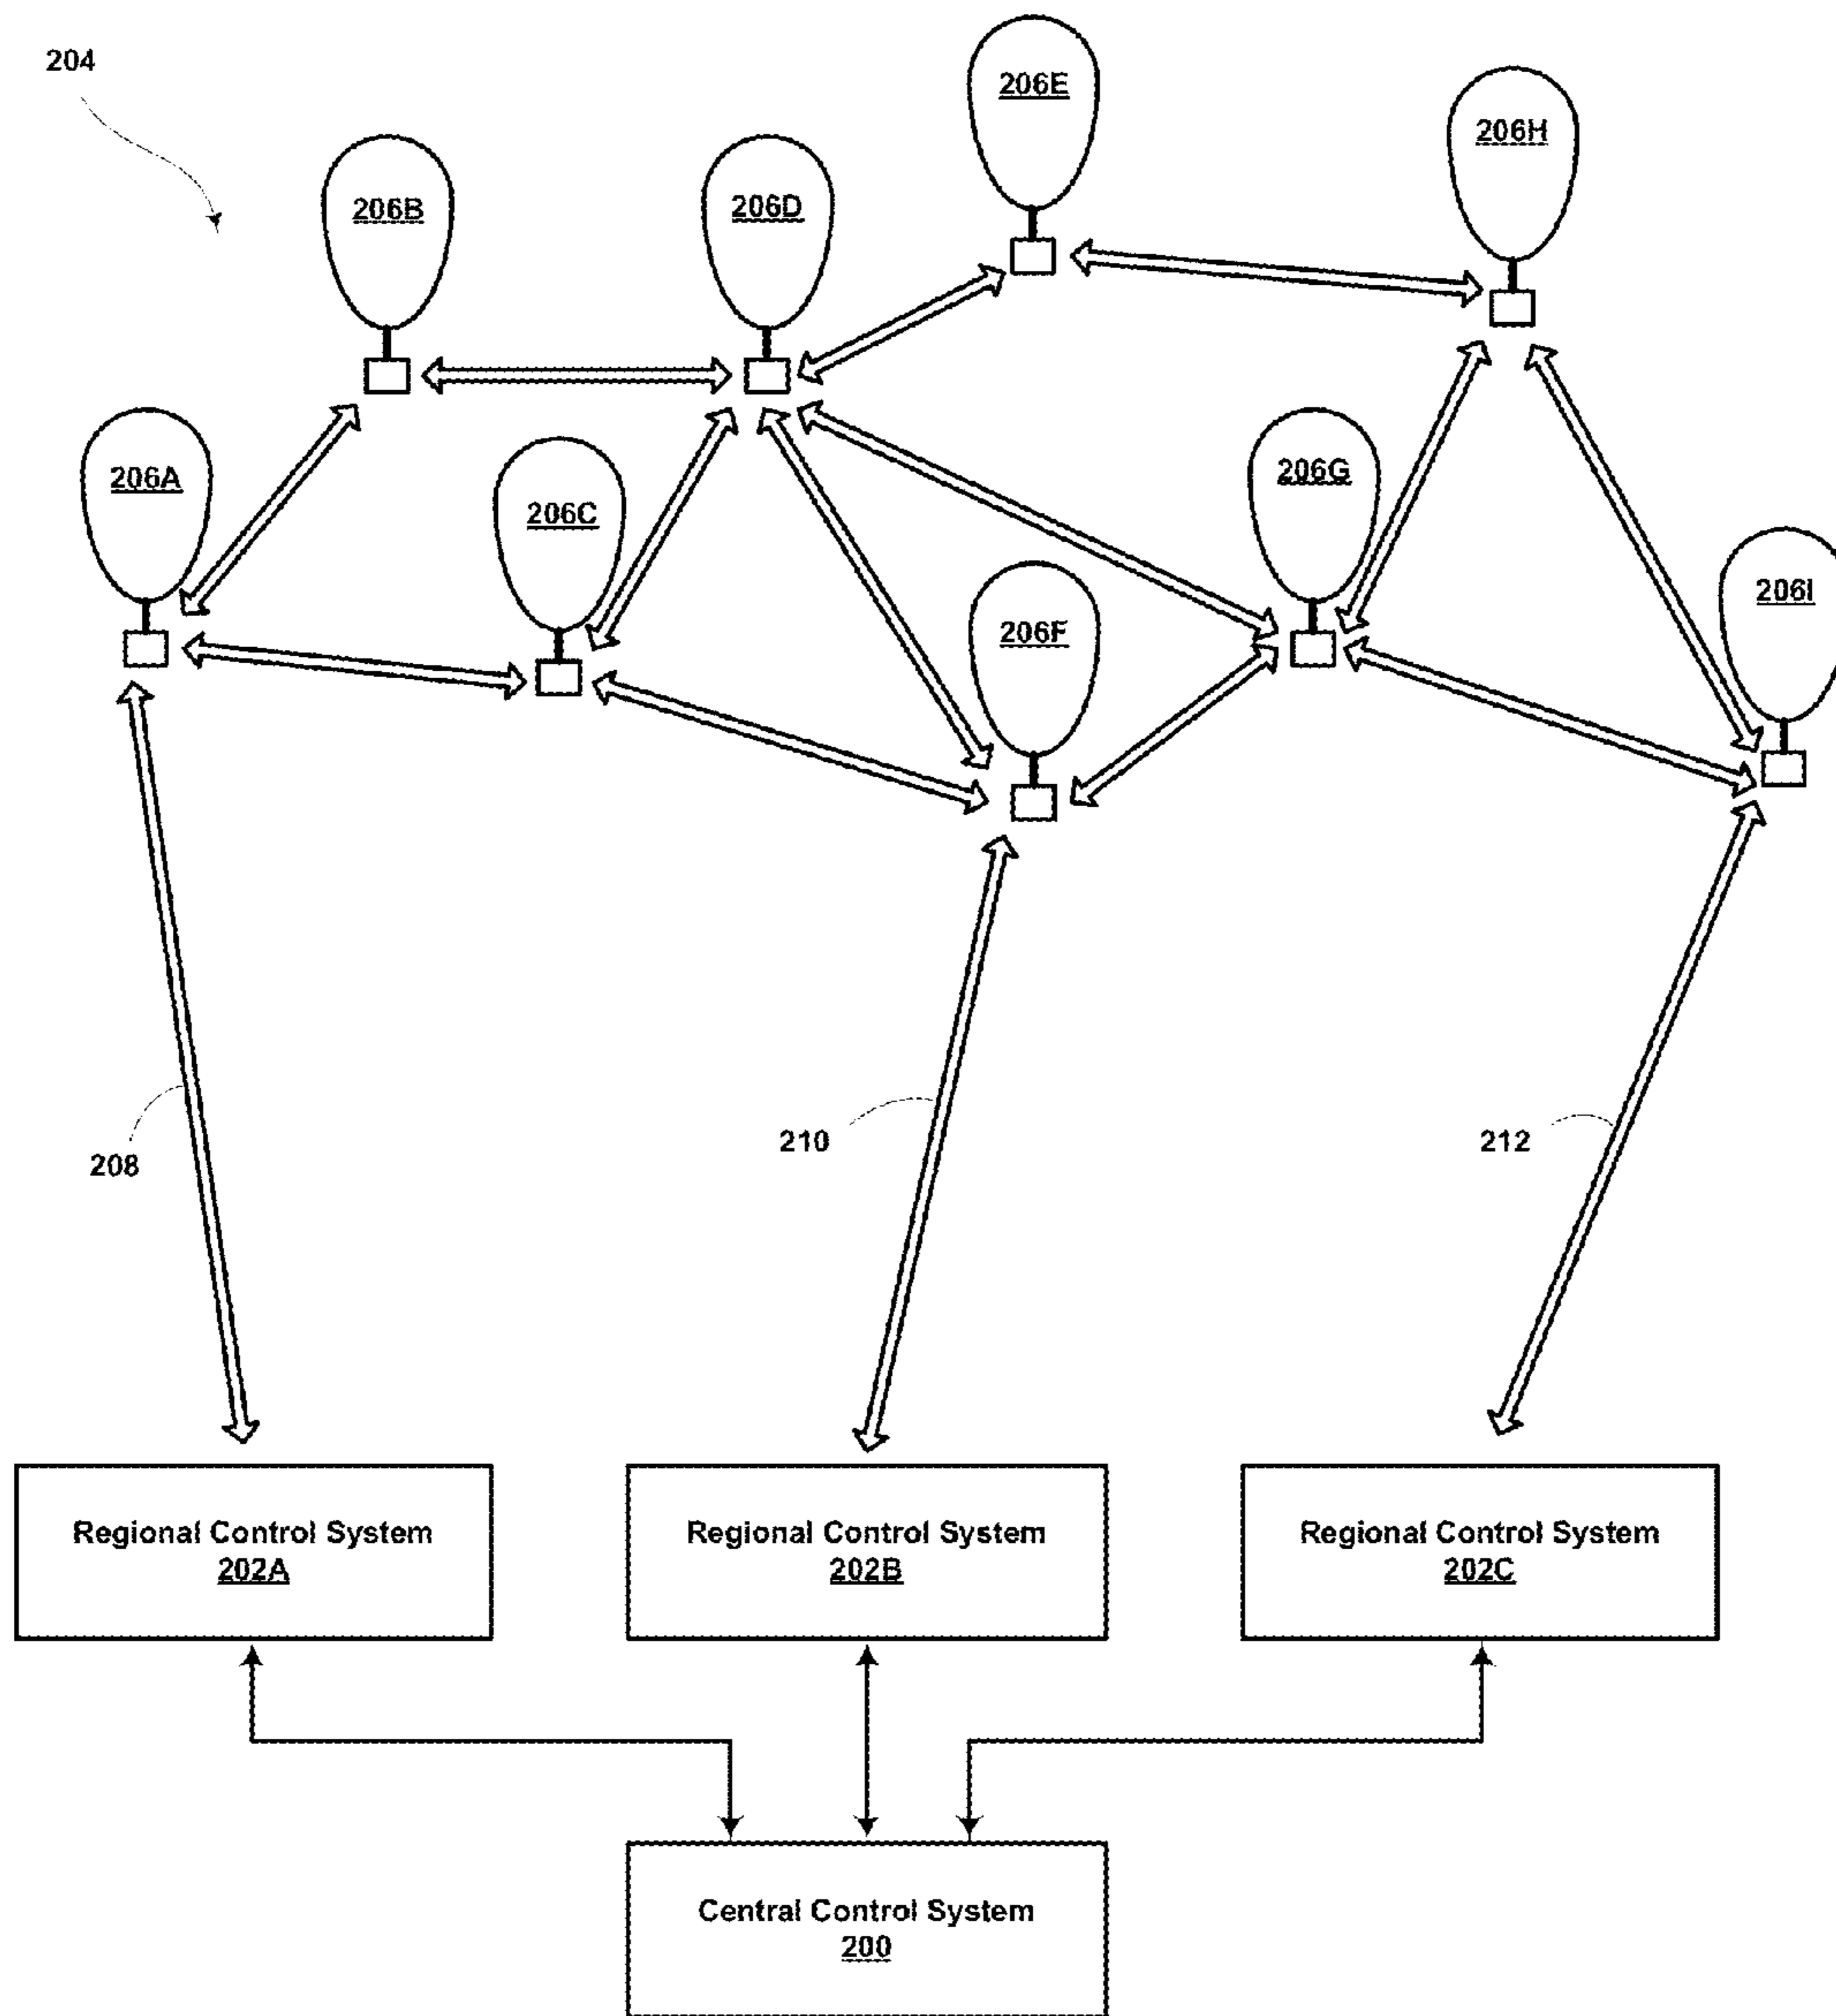 204
206E
206H
206B
206D
206A
206G
206C
206I
206F
208
210
212
Regional Control System
202A
Regional Control System
202B
Regional Control System
202C
Central Control System
200